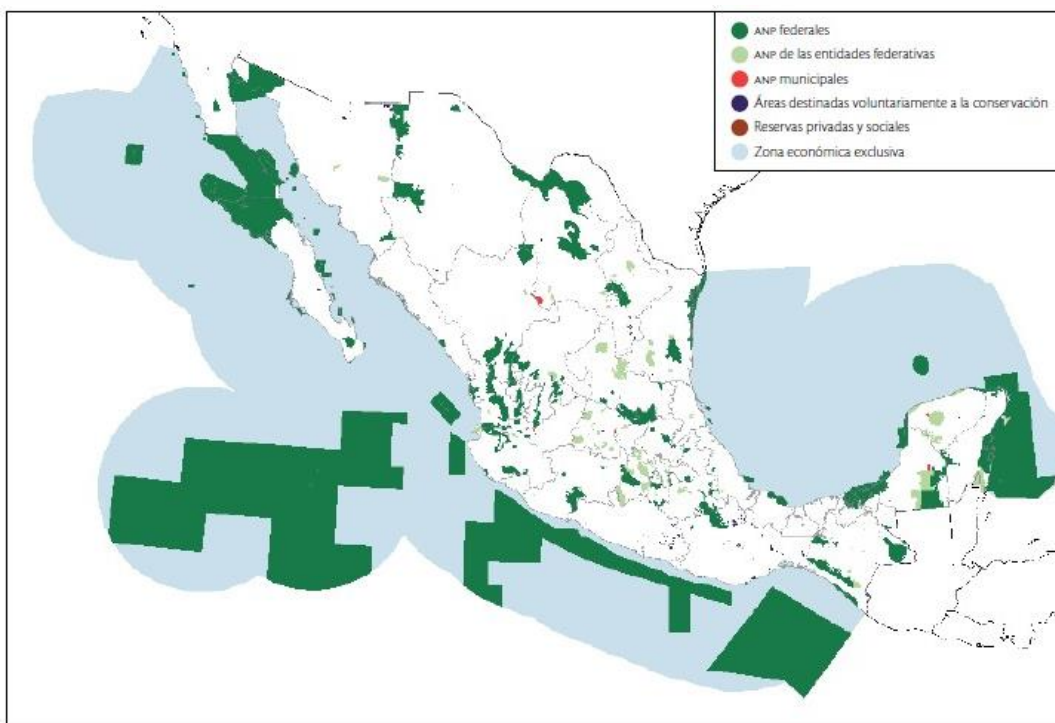 ANP federales
ANP de las entidades federativas
ANP municipales
Áreas destinadas voluntariamente a la conservación
Reservas privadas y sociales
Zona económica exclusiva